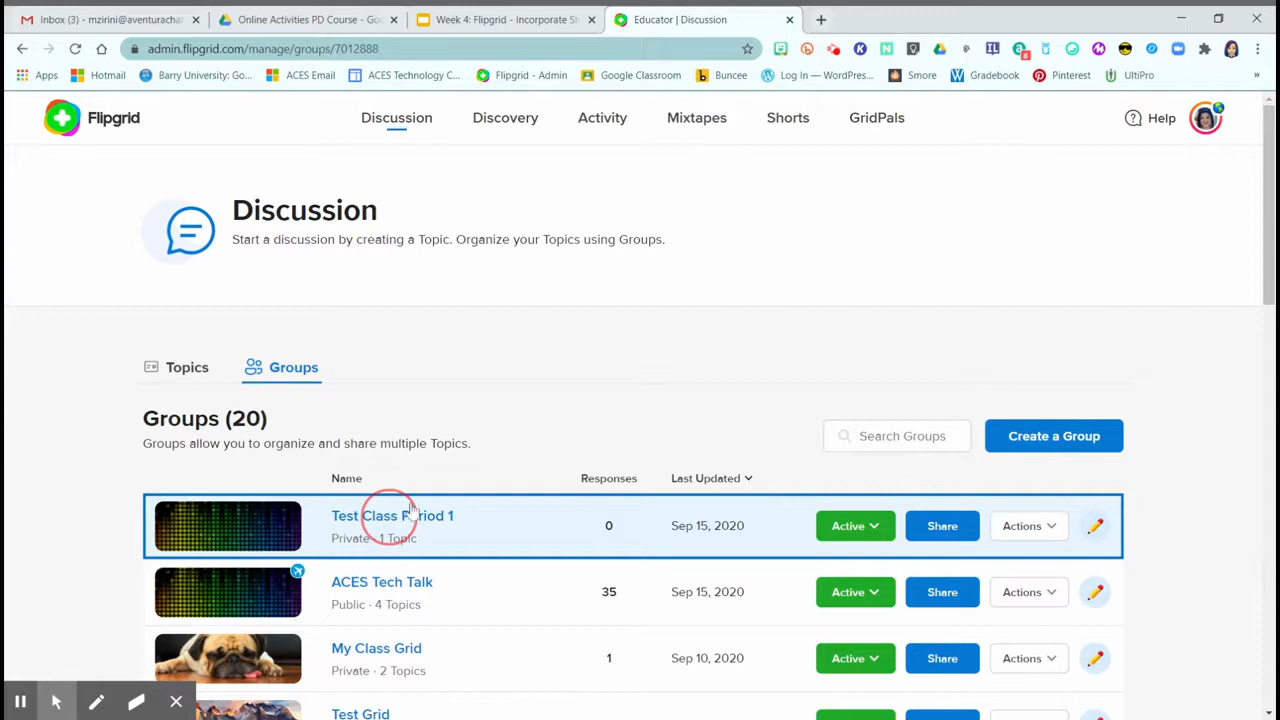 Inbox (3) - mzirini@aventurachar
Online Activities PD Course - Goo
Week 4: Flipgrid - Incorporate St
Educator | Discussion
admin.flipgrid.com/manage/groups/7012888
Apps
Hotmail
Barry University: Go...
ACES Email
ACES Technology C...
Flipgrid - Admin
Google Classroom
Buncee
Log In — WordPres...
Smore
Gradebook
Pinterest
UltiPro
Flipgrid
Discussion
Discovery
Activity
Mixtapes
Shorts
GridPals
Help
Discussion
Start a discussion by creating a Topic. Organize your Topics using Groups.
Topics
Groups
Groups (20)
Groups allow you to organize and share multiple Topics.
Search Groups
Create a Group
Name
Responses
Last Updated
Test Class Period 1
Private · 1 Topic
0
Sep 15, 2020
Active
Share
Actions
ACES Tech Talk
Public · 4 Topics
35
Sep 15, 2020
Active
Share
Actions
My Class Grid
Private · 2 Topics
1
Sep 10, 2020
Active
Share
Actions
Test Grid